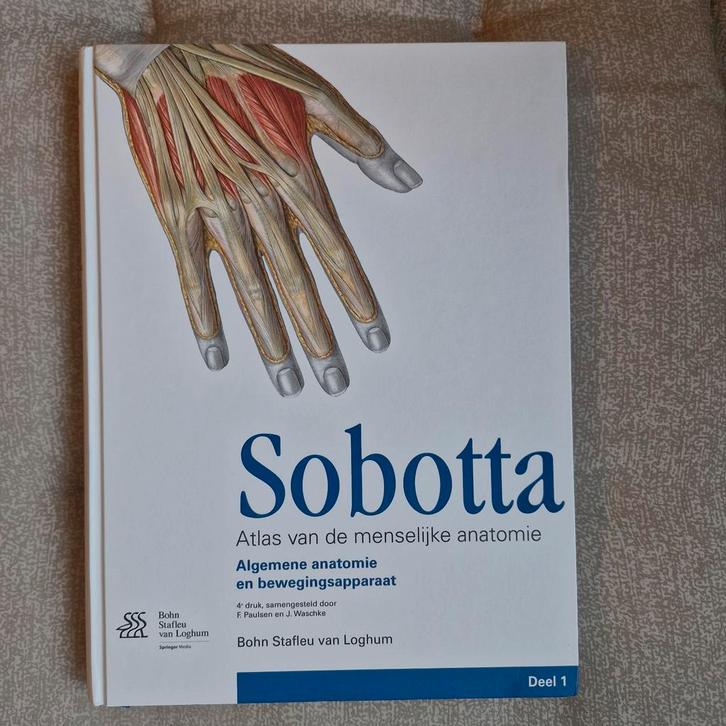 Sobotta
Atlas van de menselijke anatomie
Algemene anatomie
en bewegingsapparaat
4e druk, samengesteld door
F. Paulsen en J. Waschke
Bohn Stafleu van Loghum
Bohn
Stafleu
van Loghum
Springer Media
Deel 1